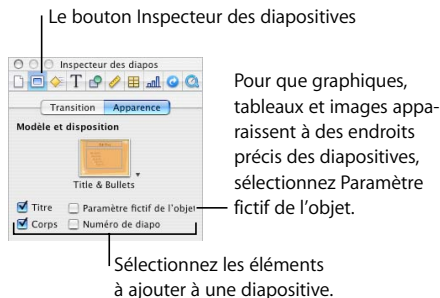 Le bouton Inspecteur des diapositives
Inspecteur des diapos
Transition Apparence
Modèle et disposition
Title & Bullets
Titre Paramètre fictif de l'objet
Corps Numéro de diapo
Pour que graphiques,
tableaux et images appa-
raissent à des endroits
précis des diapositives,
sélectionnez Paramètre
fictif de l'objet.
Sélectionnez les éléments
à ajouter à une diapositive.